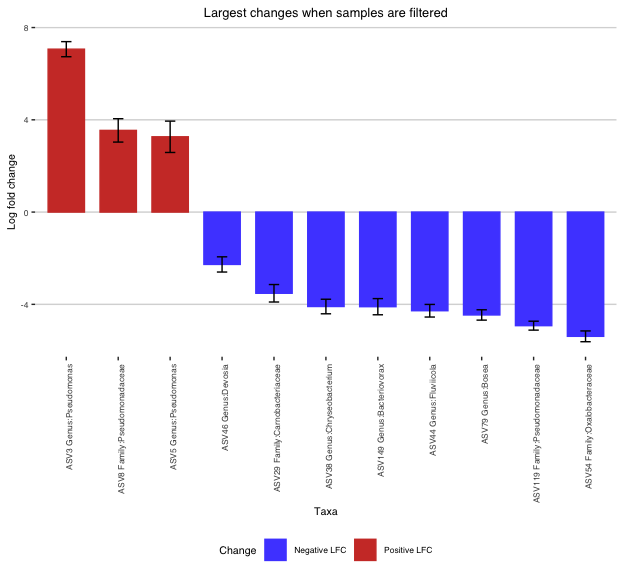 Largest changes when samples are filtered
Log fold change
8
4
0
-4
ASV3 Genus:Pseudomonas
ASV8 Family:Pseudomonadaceae
ASV5 Genus:Pseudomonas
ASV46 Genus:Devosia
ASV29 Family:Carnobacteriaceae
ASV38 Genus:Chryseobacterium
ASV149 Genus:Bacteriovorax
ASV44 Genus:Fluviicola
ASV79 Genus:Bosea
ASV119 Family:Pseudomonadaceae
ASV54 Family:Oxalobacteraceae
Taxa
Change Negative LFC Positive LFC